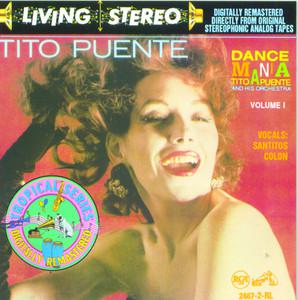 LIVING STEREO
DIGITALLY REMASTERED
DIRECTLY FROM ORIGINAL
STEREOPHONIC ANALOG TAPES
TITO PUENTE
DANCE
MANIA
TITO PUENTE
AND HIS ORCHESTRA
VOLUME I
VOCALS:
SANTITOS
COLON
TROPICAL SERIES
DIGITALLY REMASTERED
RCA
2467-2-RL